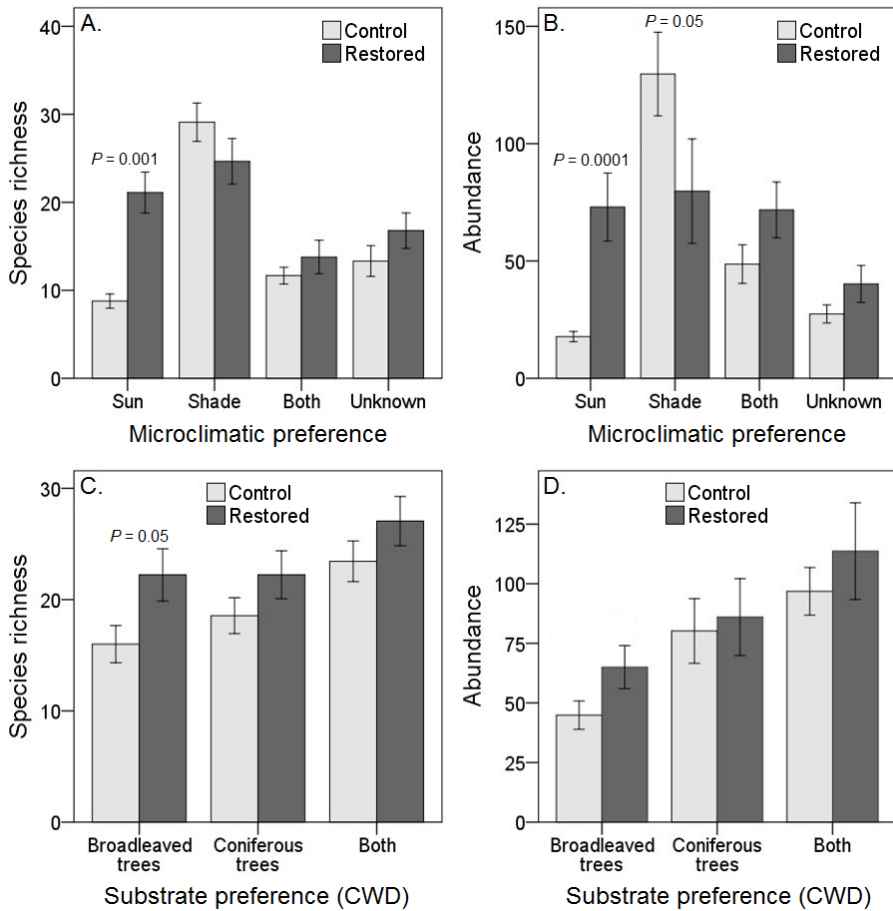 A.
Control
Restored
Species richness
40
30
20
10
0
P = 0.001
Sun
Shade
Both
Unknown
Microclimatic preference
B.
Control
Restored
Abundance
150
100
50
0
P = 0.0001
P = 0.05
Sun
Shade
Both
Unknown
Microclimatic preference
C.
Control
Restored
Species richness
30
20
10
0
P = 0.05
Broadleaved
trees
Coniferous
trees
Both
Substrate preference (CWD)
D.
Control
Restored
Abundance
125
100
75
50
25
0
Broadleaved
trees
Coniferous
trees
Both
Substrate preference (CWD)